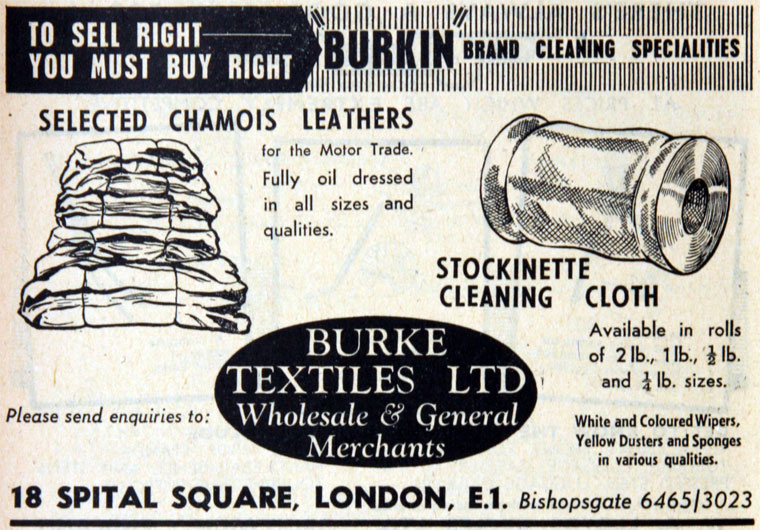 TO SELL RIGHT
YOU MUST BUY RIGHT
"BURKIN" BRAND CLEANING SPECIALITIES
SELECTED CHAMOIS LEATHERS
for the Motor Trade.
Fully oil dressed
in all sizes and
qualities.
STOCKINETTE
CLEANING CLOTH
Available in rolls
of 2 lb., 1 lb., ½ lb.
and ¼ lb. sizes.
White and Coloured Wipers,
Yellow Dusters and Sponges
in various qualities.
Please send enquiries to:
BURKE
TEXTILES LTD
Wholesale & General
Merchants
18 SPITAL SQUARE, LONDON, E.1. Bishopsgate 6465/3023